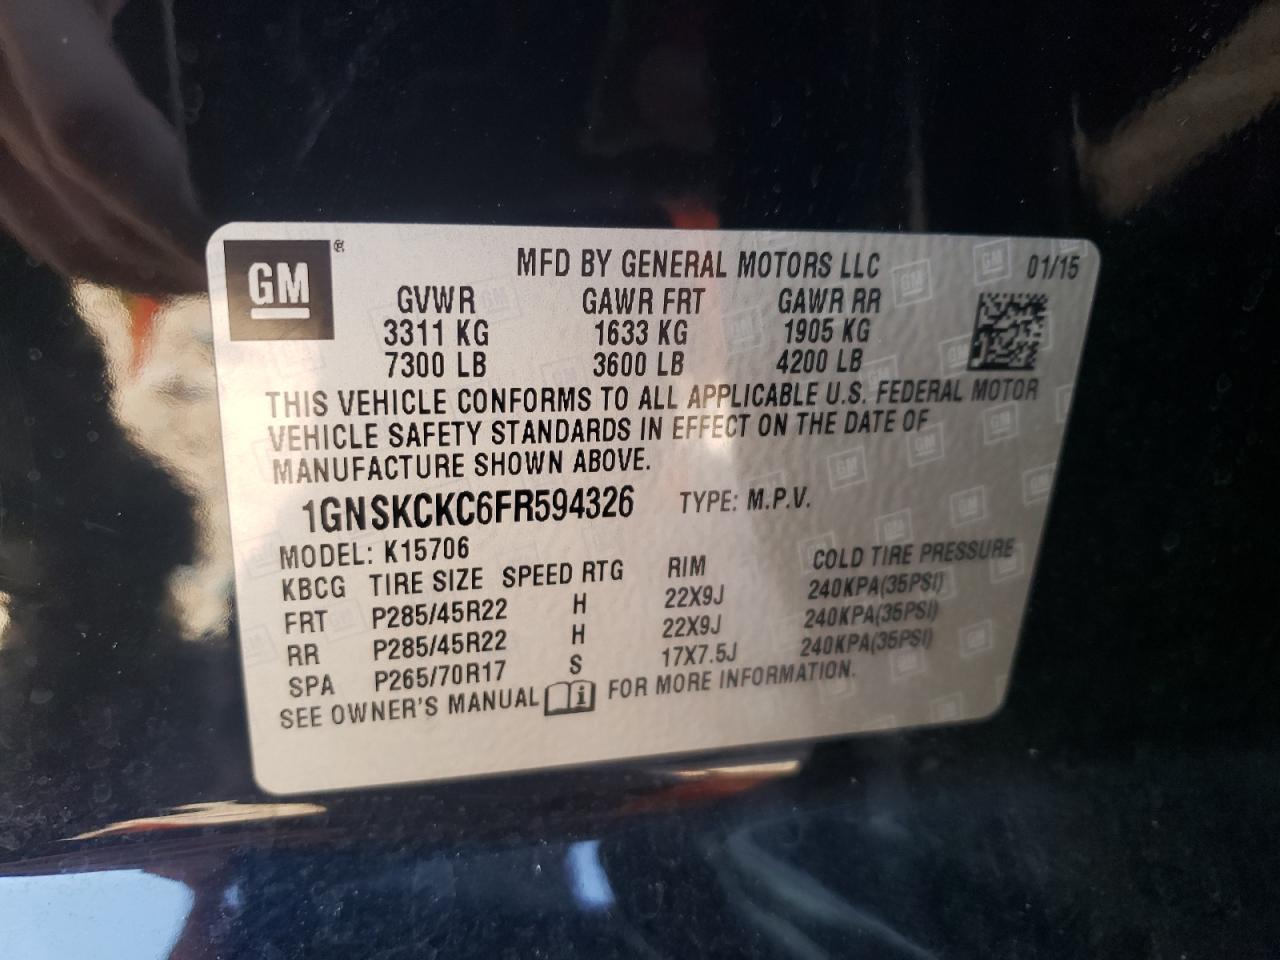 GM ®
MFD BY GENERAL MOTORS LLC 01/15
GVWR GAWR FRT GAWR RR
3311 KG 1633 KG 1905 KG
7300 LB 3600 LB 4200 LB
THIS VEHICLE CONFORMS TO ALL APPLICABLE U.S. FEDERAL MOTOR
VEHICLE SAFETY STANDARDS IN EFFECT ON THE DATE OF
MANUFACTURE SHOWN ABOVE.
1GNSKCKC6FR594326 TYPE: M.P.V.
MODEL: K15706
KBCG TIRE SIZE SPEED RTG RIM COLD TIRE PRESSURE
FRT P285/45R22 H 22X9J 240KPA(35PSI)
RR P285/45R22 H 22X9J 240KPA(35PSI)
SPA P265/70R17 S 17X7.5J 240KPA(35PSI)
SEE OWNER'S MANUAL i FOR MORE INFORMATION.